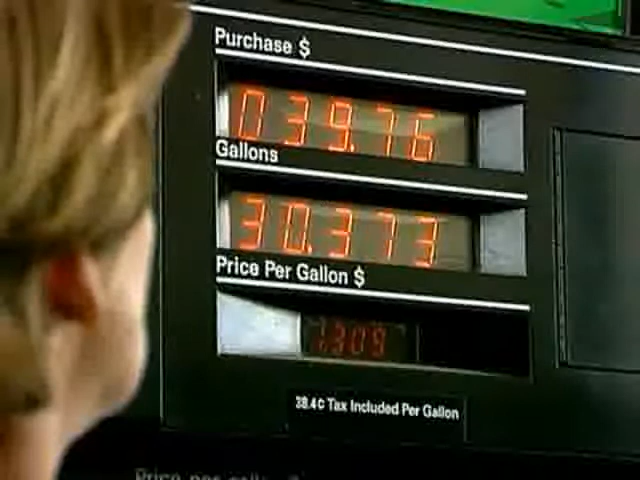 Purchase $
039.76
Gallons
30.373
Price Per Gallon $
1.309
38.4¢ Tax Included Per Gallon